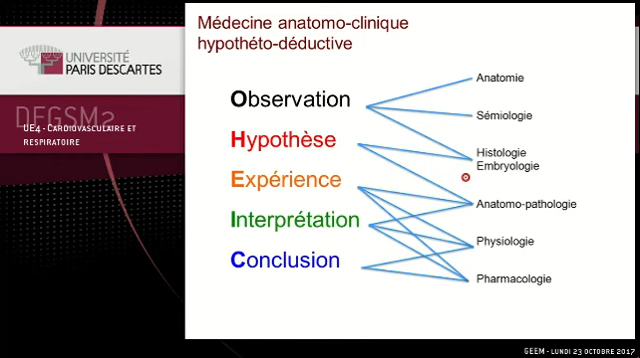 Médecine anatomo-clinique
hypothéto-déductive
UNIVERSITÉ
PARIS DESCARTES
DFGSM2
UE4 - Cardiovasculaire et
respiratoire
Observation
Hypothèse
Expérience
Interprétation
Conclusion
Anatomie
Sémiologie
Histologie
Embryologie
Anatomo-pathologie
Physiologie
Pharmacologie
GEEM - LUNDI 23 OCTOBRE 2017